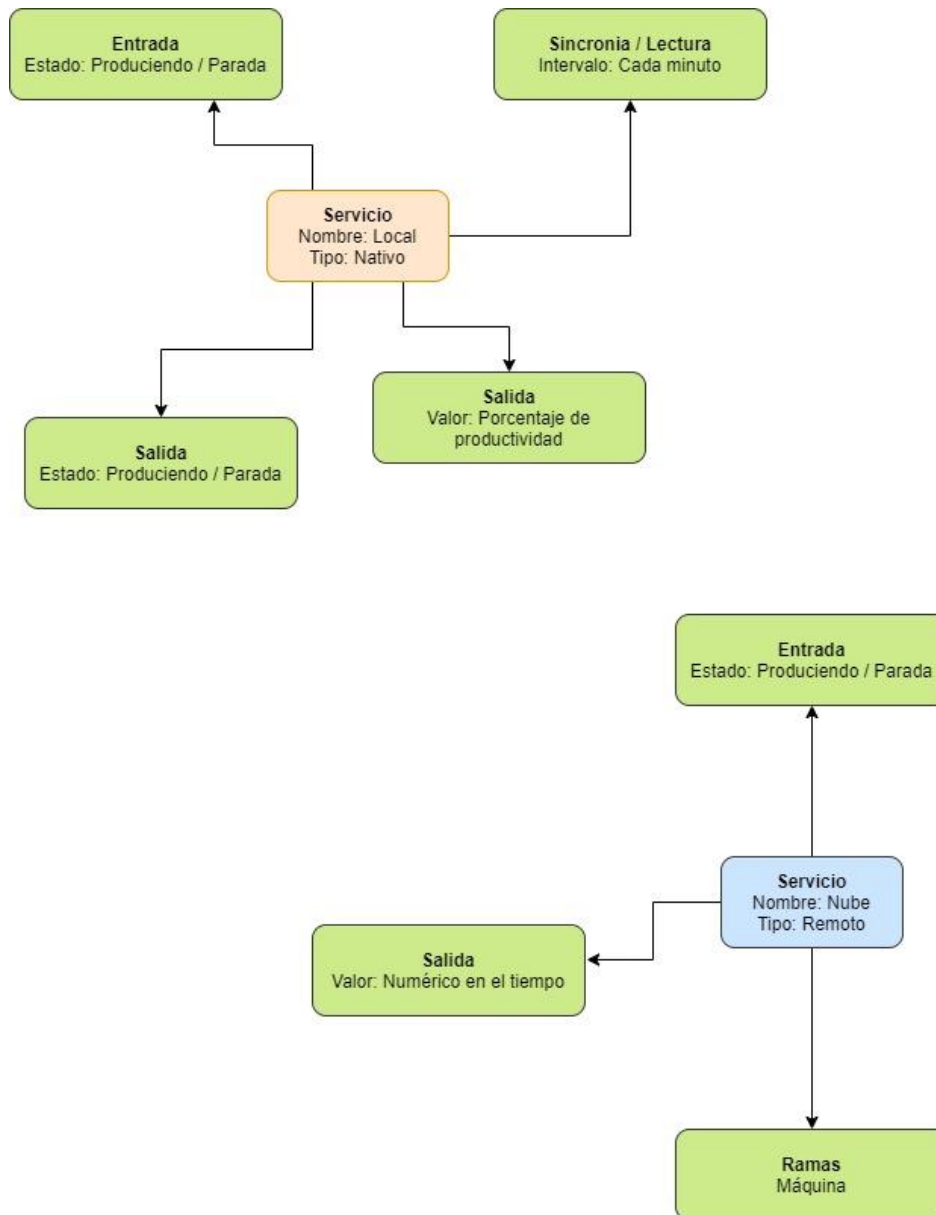 Entrada
Estado: Produciendo / Parada
Sincronia / Lectura
Intervalo: Cada minuto
Servicio
Nombre: Local
Tipo: Nativo
Salida
Valor: Porcentaje de
productividad
Salida
Estado: Produciendo / Parada
Entrada
Estado: Produciendo / Parada
Servicio
Nombre: Nube
Tipo: Remoto
Salida
Valor: Numérico en el tiempo
Ramas
Máquina